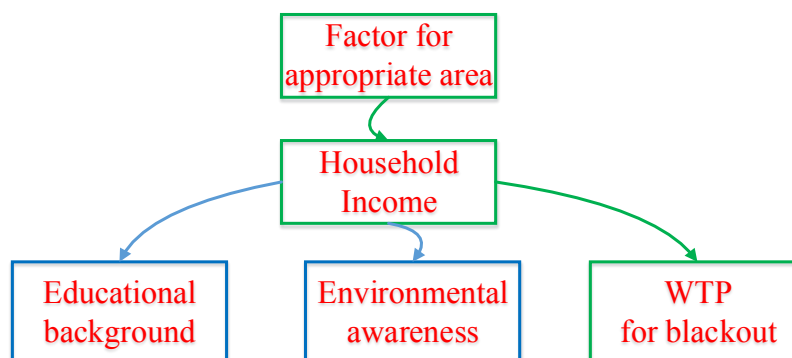 Factor for
appropriate area
Household
Income
Educational
background
Environmental
awareness
WTP
for blackout